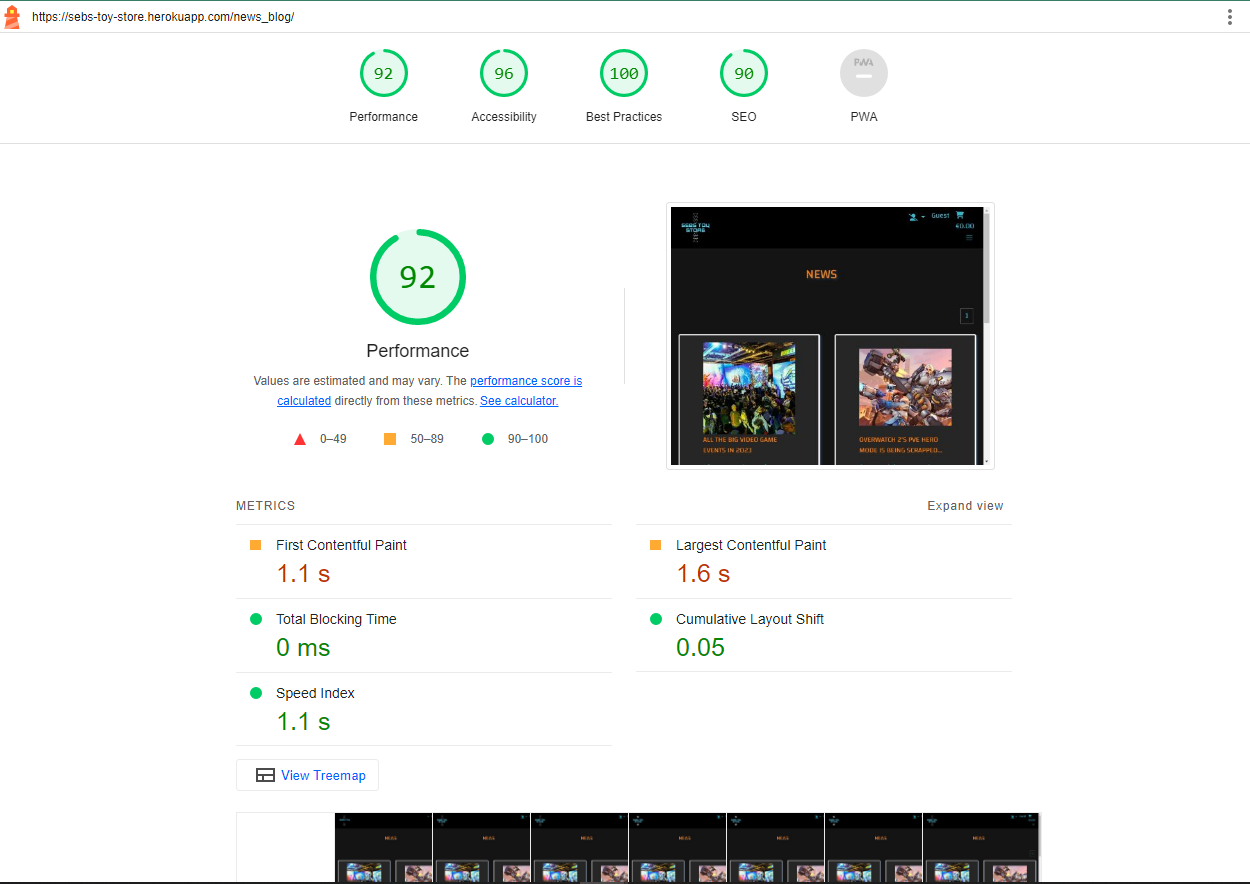 https://sebs-toy-store.herokuapp.com/news_blog/
92
96
100
90
PWA
Performance
Accessibility
Best Practices
SEO
PWA
92
Performance
Values are estimated and may vary. The performance score is
calculated directly from these metrics. See calculator.
0–49
50–89
90–100
SEBS TOY
STORE
Guest
€0.00
NEWS
ALL THE BIG VIDEO GAME
EVENTS IN 2023
OVERWATCH 2'S PVE HERO
MODE IS BEING SCRAPPED...
METRICS
Expand view
First Contentful Paint
1.1 s
Largest Contentful Paint
1.6 s
Total Blocking Time
0 ms
Cumulative Layout Shift
0.05
Speed Index
1.1 s
View Treemap
NEWS
NEWS
NEWS
NEWS
NEWS
NEWS
NEWS